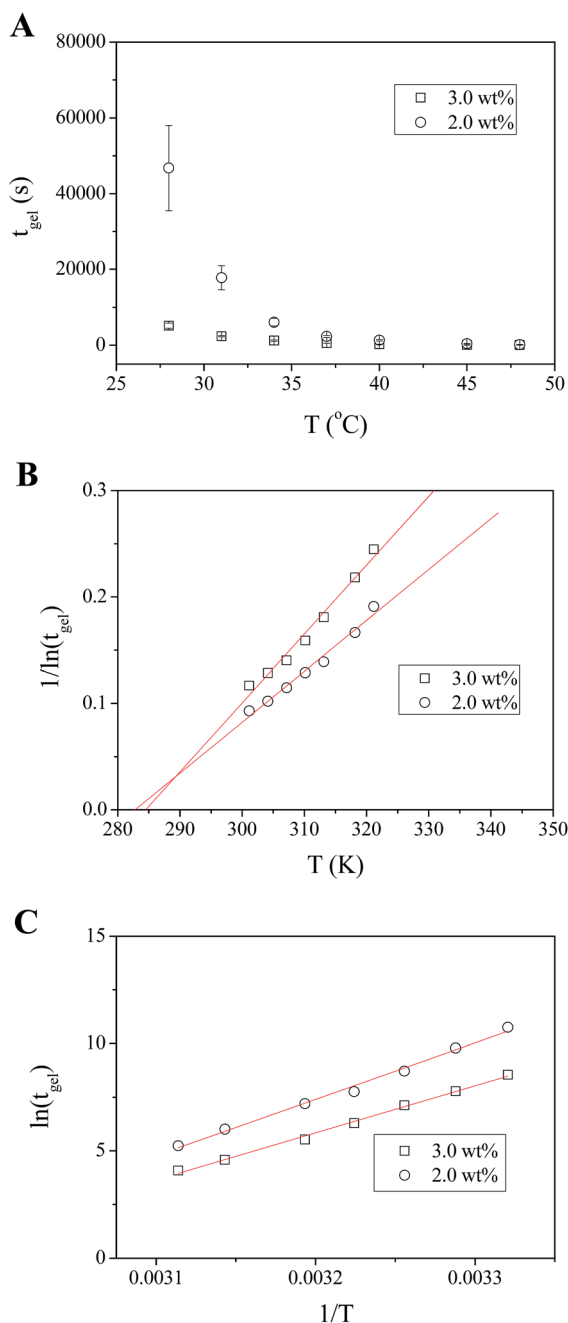 A
80000
60000
40000
20000
0
t_gel (s)
3.0 wt%
2.0 wt%
25 30 35 40 45 50
T (°C)
B
0.3
0.2
0.1
0.0
1/ln(t_gel)
3.0 wt%
2.0 wt%
280 290 300 310 320 330 340 350
T (K)
C
15
10
5
0
ln(t_gel)
3.0 wt%
2.0 wt%
0.0031 0.0032 0.0033
1/T